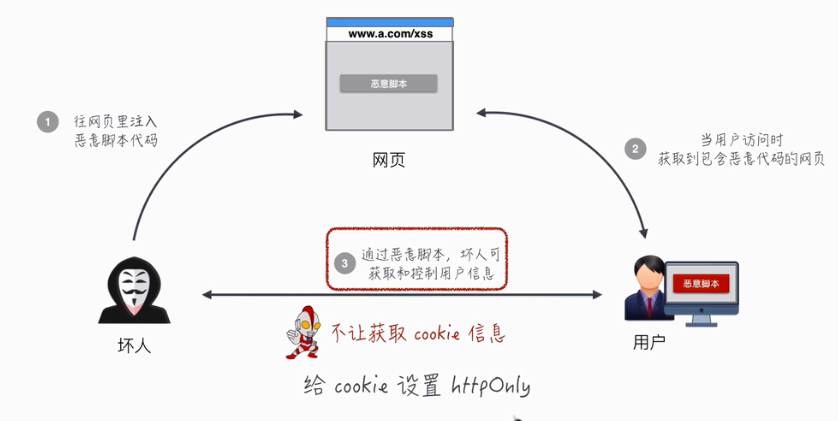 www.a.com/xss
恶意脚本
网页
1
往网页里注入
恶意脚本代码
2
当用户访问时
获取到包含恶意代码的网页
3
通过恶意脚本，坏人可
获取和控制用户信息
恶意脚本
坏人
用户
不让获取 cookie 信息
给 cookie 设置 httpOnly